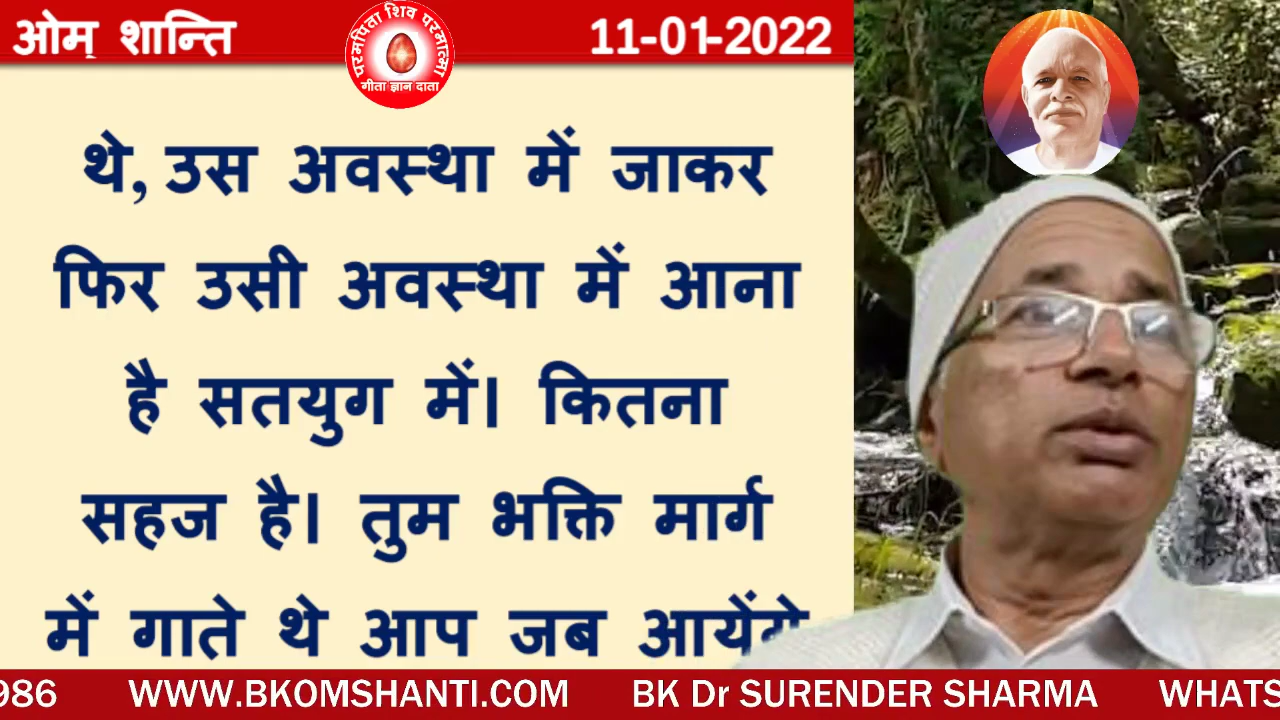 ओम् शान्ति
परमपिता शिव परमात्मा
गीता ज्ञान दाता
11-01-2022
थे, उस अवस्था में जाकर
फिर उसी अवस्था में आना
है सतयुग में। कितना
सहज है। तुम भक्ति मार्ग
में गाते थे आप जब आयेंगे
986 WWW.BKOMSHANTI.COM BK Dr SURENDER SHARMA WHATS